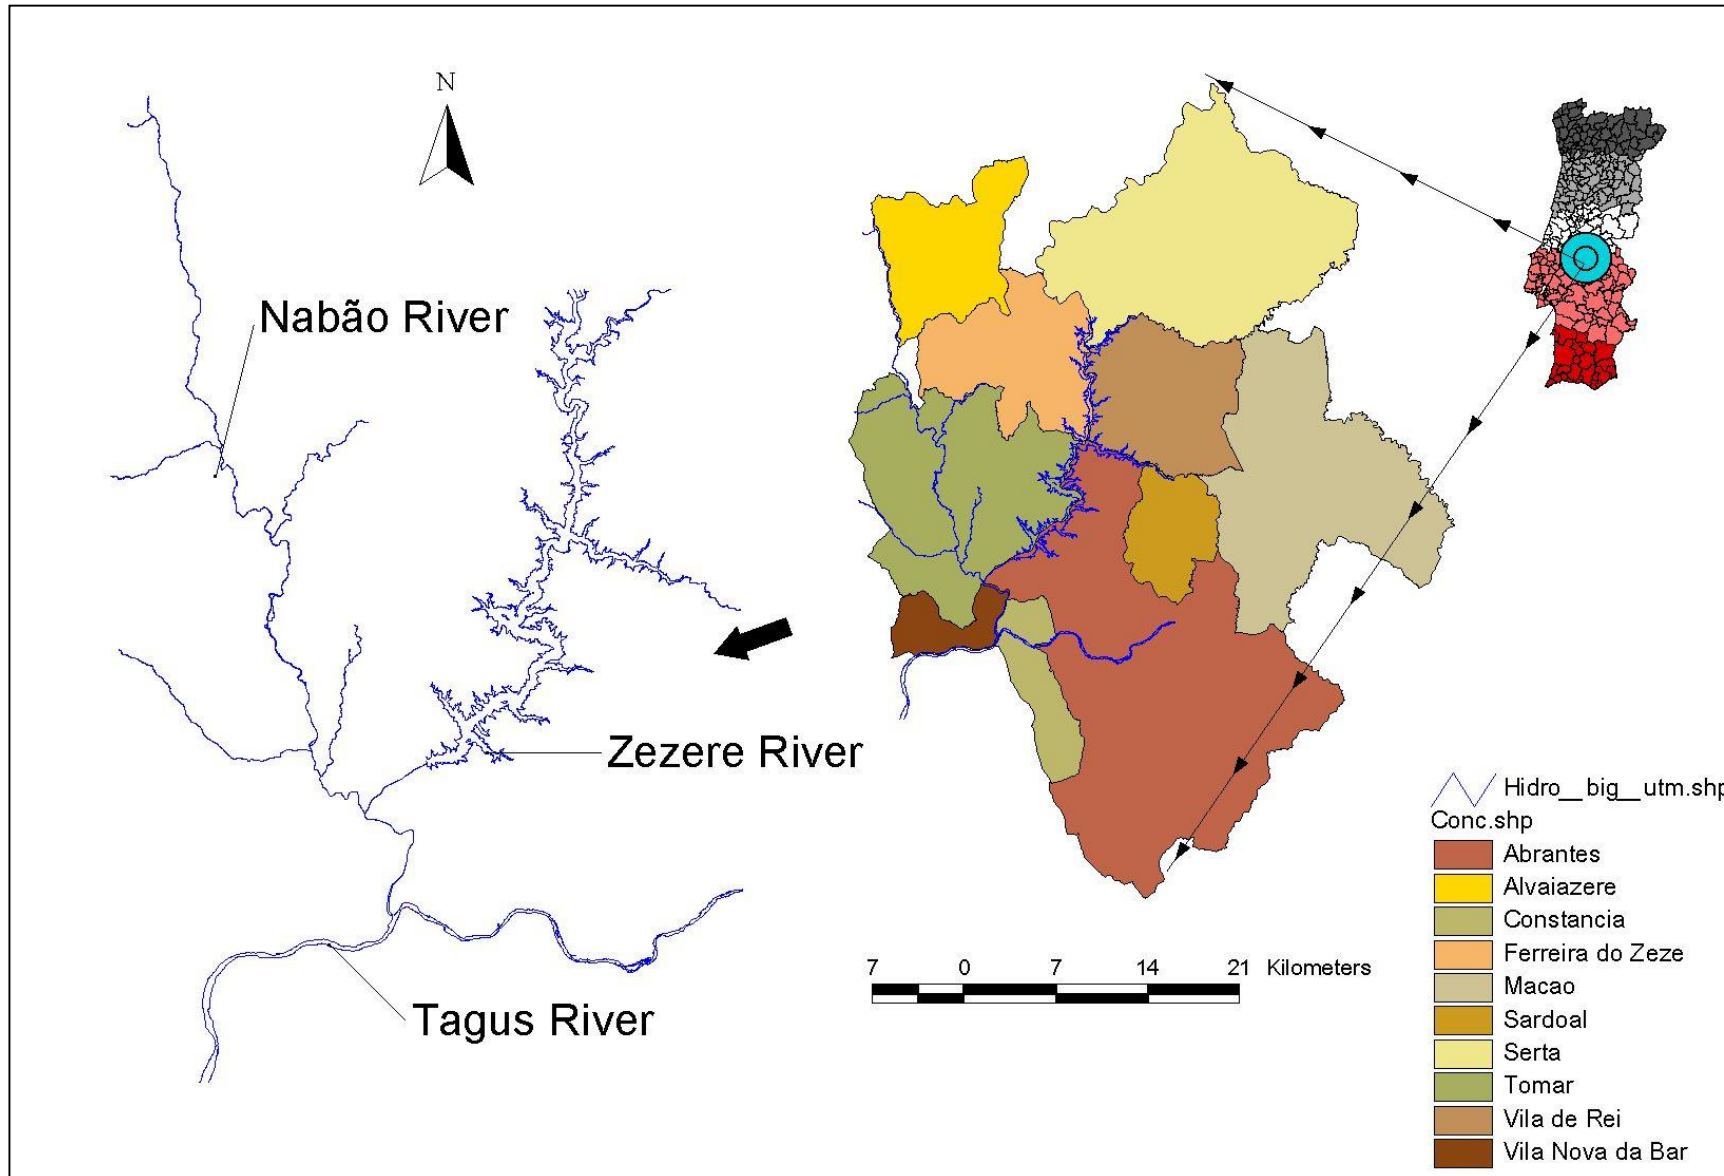 N
Nabão River
Zezere River
Tagus River
Hidro__big__utm.shp
Conc.shp
Abrantes
Alvaiazere
Constancia
Ferreira do Zeze
Macao
Sardoal
Serta
Tomar
Vila de Rei
Vila Nova da Bar
7 0 7 14 21 Kilometers